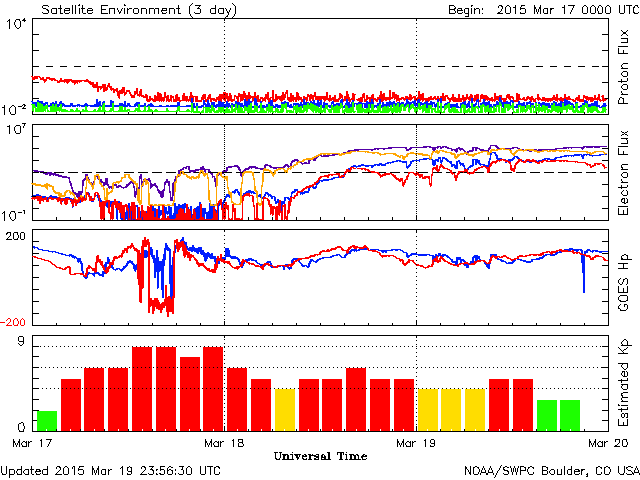 Satellite Environment (3 day) Begin: 2015 Mar 17 0000 UTC
10⁴
Proton Flux
10⁻²
10⁷
Electron Flux
10⁻¹
200
GOES Hp
-200
9
Estimated Kp
0
Mar 17 Mar 18 Mar 19 Mar 20
Universal Time
Updated 2015 Mar 19 23:56:30 UTC NOAA/SWPC Boulder, CO USA